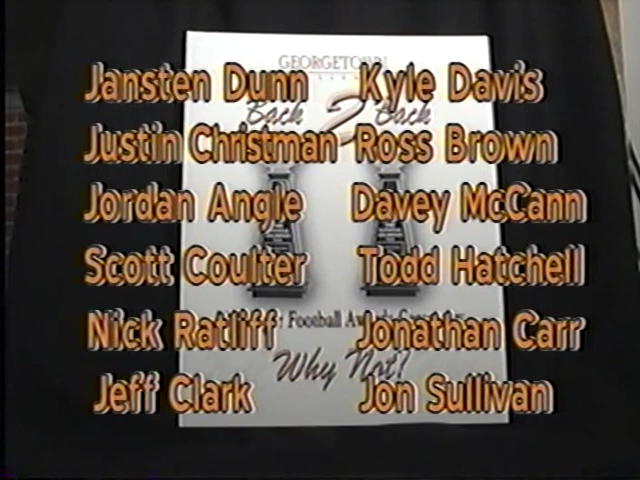 GEORGETOWN
Jansten Dunn Kyle Davis
Back 2 Back
Justin Christman Ross Brown
Jordan Angle Davey McCann
Scott Coulter Todd Hatchell
Nick Ratliff Jonathan Carr
Football
Why Not?
Jeff Clark Jon Sullivan